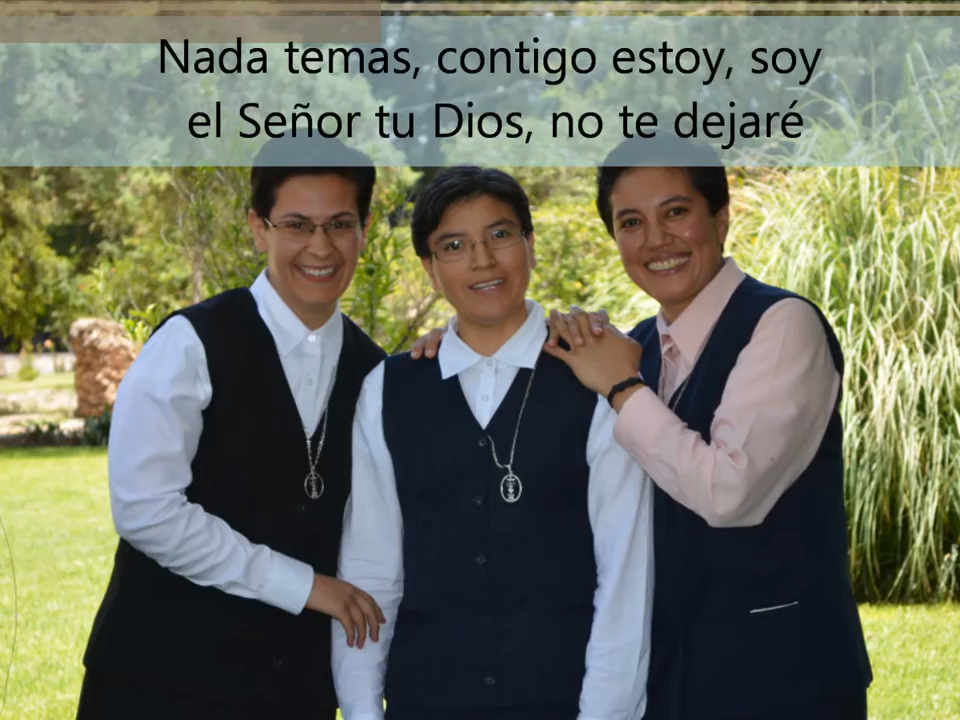 Nada temas, contigo estoy, soy
el Señor tu Dios, no te dejaré